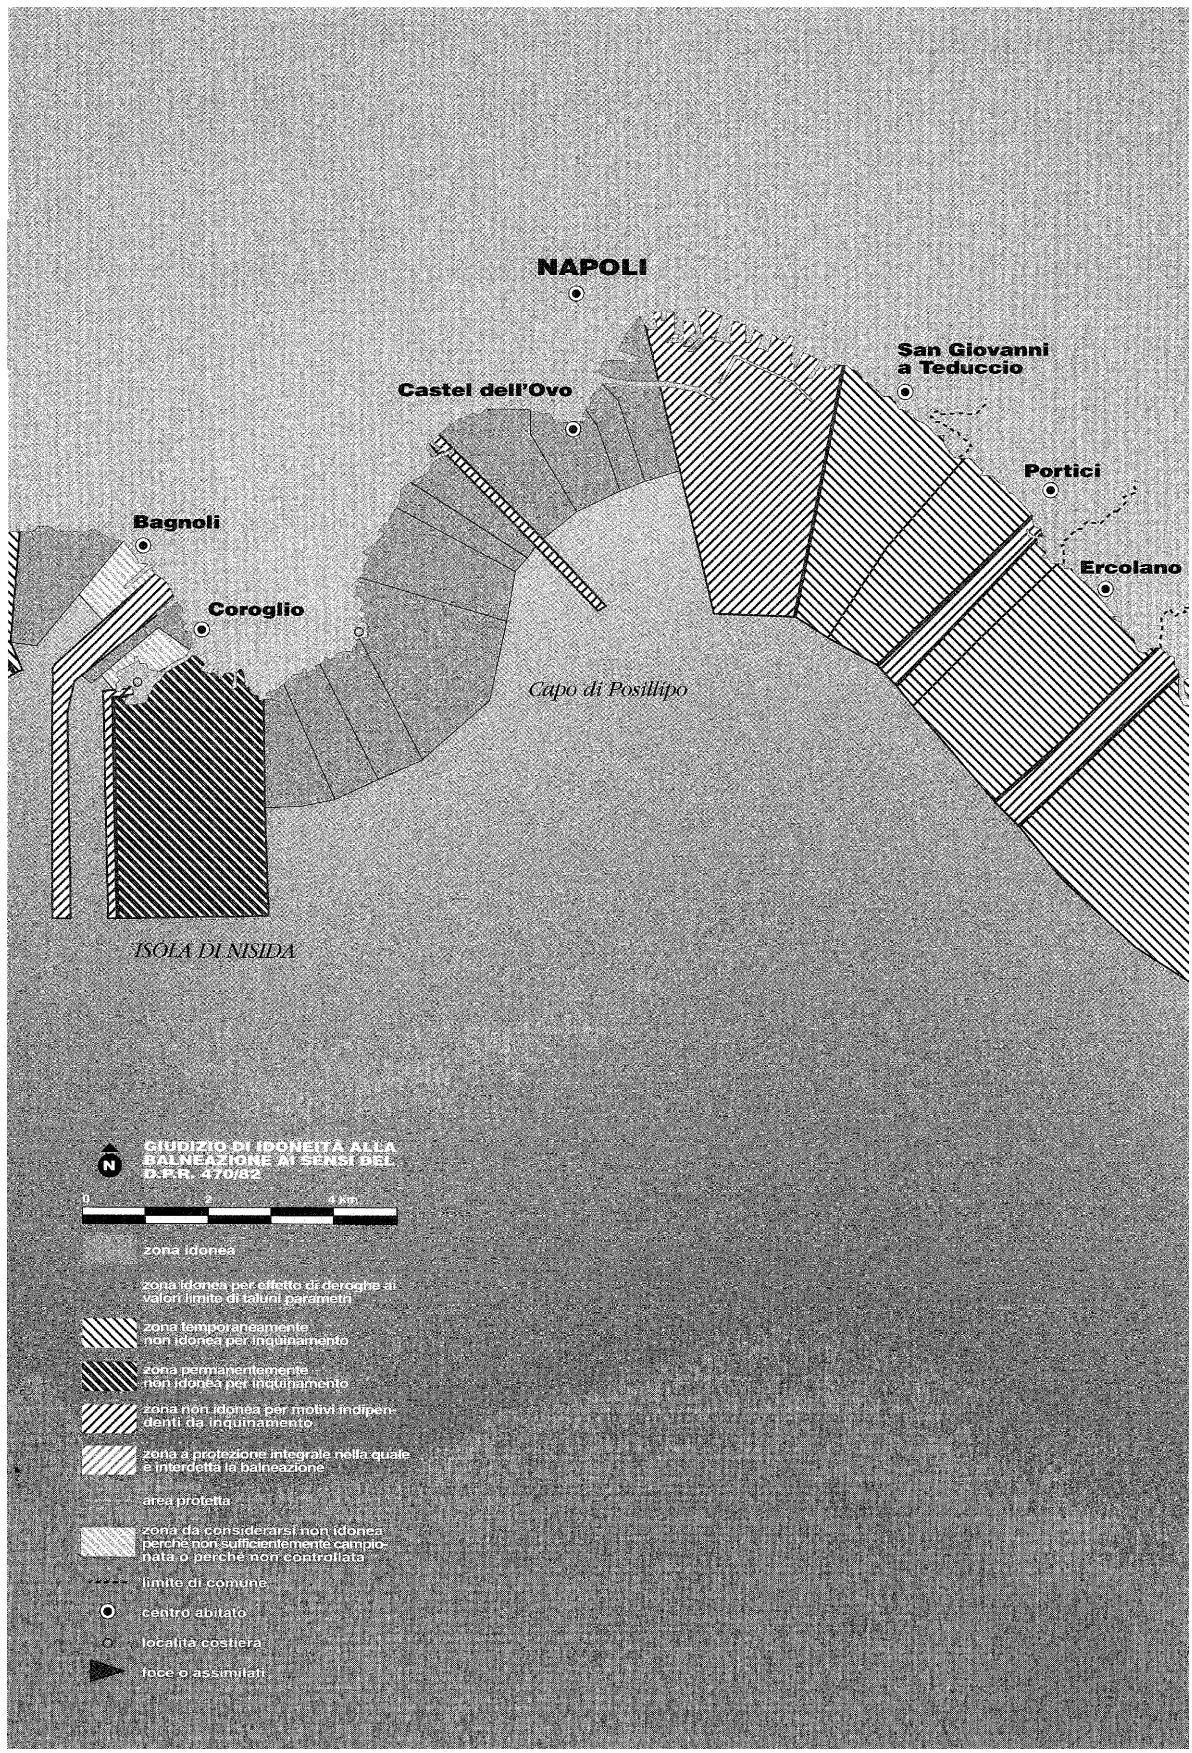 NAPOLI
San Giovanni
a Teduccio
Castel dell'Ovo
Portici
Bagnoli
Ercolano
Coroglio
Capo di Posillipo
ISOLA DI NISIDA
N
GIUDIZIO DI IDONEITÀ ALLA
BALNEAZIONE AI SENSI DEL
D.P.R. 470/82
0 2 4 Km
zona idonea
zona idonea per effetto di deroghe ai
valori limite di taluni parametri
zona temporaneamente
non idonea per inquinamento
zona permanentemente
non idonea per inquinamento
zona non idonea per motivi indipen-
denti da inquinamento
zona a protezione integrale nella quale
e interdetta la balneazione
area protetta
zona da considerarsi non idonea
perché non sufficientemente campio-
nata o perché non controllata
limite di comune
centro abitato
località costiera
foce o assimilati